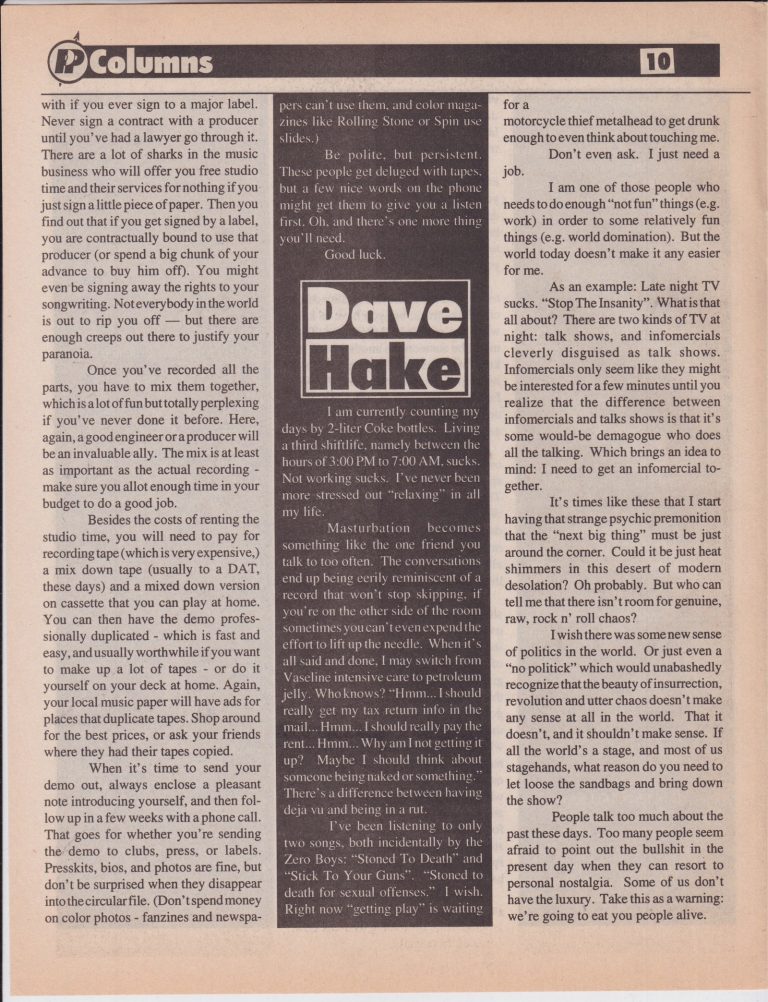 PP Columns
10
with if you ever sign to a major label.
Never sign a contract with a producer
until you've had a lawyer go through it.
There are a lot of sharks in the music
business who will offer you free studio
time and their services for nothing if you
just sign a little piece of paper. Then you
find out that if you get signed by a label,
you are contractually bound to use that
producer (or spend a big chunk of your
advance to buy him off). You might
even be signing away the rights to your
songwriting. Not everybody in the world
is out to rip you off — but there are
enough creeps out there to justify your
paranoia.
Once you've recorded all the
parts, you have to mix them together,
which is a lot of fun but totally perplexing
if you've never done it before. Here,
again, a good engineer or a producer will
be an invaluable ally. The mix is at least
as important as the actual recording -
make sure you allot enough time in your
budget to do a good job.
Besides the costs of renting the
studio time, you will need to pay for
recording tape (which is very expensive,)
a mix down tape (usually to a DAT,
these days) and a mixed down version
on cassette that you can play at home.
You can then have the demo profes-
sionally duplicated - which is fast and
easy, and usually worthwhile if you want
to make up a lot of tapes - or do it
yourself on your deck at home. Again,
your local music paper will have ads for
places that duplicate tapes. Shop around
for the best prices, or ask your friends
where they had their tapes copied.
When it's time to send your
demo out, always enclose a pleasant
note introducing yourself, and then fol-
low up in a few weeks with a phone call.
That goes for whether you're sending
the demo to clubs, press, or labels.
Presskits, bios, and photos are fine, but
don't be surprised when they disappear
into the circular file. (Don't spend money
on color photos - fanzines and newspa-
pers can't use them, and color maga-
zines like Rolling Stone or Spin use
slides.)
Be polite, but persistent.
These people get deluged with tapes,
but a few nice words on the phone
might get them to give you a listen
first. Oh, and there's one more thing
you'll need.
Good luck.
Dave
Hake
I am currently counting my
days by 2-liter Coke bottles. Living
a third shiftlife, namely between the
hours of 3:00 PM to 7:00 AM, sucks.
Not working sucks. I've never been
more stressed out "relaxing" in all
my life.
Masturbation becomes
something like the one friend you
talk to too often. The conversations
end up being eerily reminiscent of a
record that won't stop skipping, if
you're on the other side of the room
sometimes you can't even expend the
effort to lift up the needle. When it's
all said and done, I may switch from
Vaseline intensive care to petroleum
jelly. Who knows? "Hmm... I should
really get my tax return info in the
mail... Hmm... I should really pay the
rent... Hmm... Why am I not getting it
up? Maybe I should think about
someone being naked or something."
There's a difference between having
deja vu and being in a rut.
I've been listening to only
two songs, both incidentally by the
Zero Boys: "Stoned To Death" and
"Stick To Your Guns". "Stoned to
death for sexual offenses." I wish.
Right now "getting play" is waiting
for a
motorcycle thief metalhead to get drunk
enough to even think about touching me.
Don't even ask. I just need a
job.
I am one of those people who
needs to do enough "not fun" things (e.g.
work) in order to some relatively fun
things (e.g. world domination). But the
world today doesn't make it any easier
for me.
As an example: Late night TV
sucks. "Stop The Insanity". What is that
all about? There are two kinds of TV at
night: talk shows, and infomercials
cleverly disguised as talk shows.
Infomercials only seem like they might
be interested for a few minutes until you
realize that the difference between
infomercials and talks shows is that it's
some would-be demagogue who does
all the talking. Which brings an idea to
mind: I need to get an infomercial to-
gether.
It's times like these that I start
having that strange psychic premonition
that the "next big thing" must be just
around the corner. Could it be just heat
shimmers in this desert of modern
desolation? Oh probably. But who can
tell me that there isn't room for genuine,
raw, rock n' roll chaos?
I wish there was some new sense
of politics in the world. Or just even a
"no politick" which would unabashedly
recognize that the beauty of insurrection,
revolution and utter chaos doesn't make
any sense at all in the world. That it
doesn't, and it shouldn't make sense. If
all the world's a stage, and most of us
stagehands, what reason do you need to
let loose the sandbags and bring down
the show?
People talk too much about the
past these days. Too many people seem
afraid to point out the bullshit in the
present day when they can resort to
personal nostalgia. Some of us don't
have the luxury. Take this as a warning:
we're going to eat you people alive.